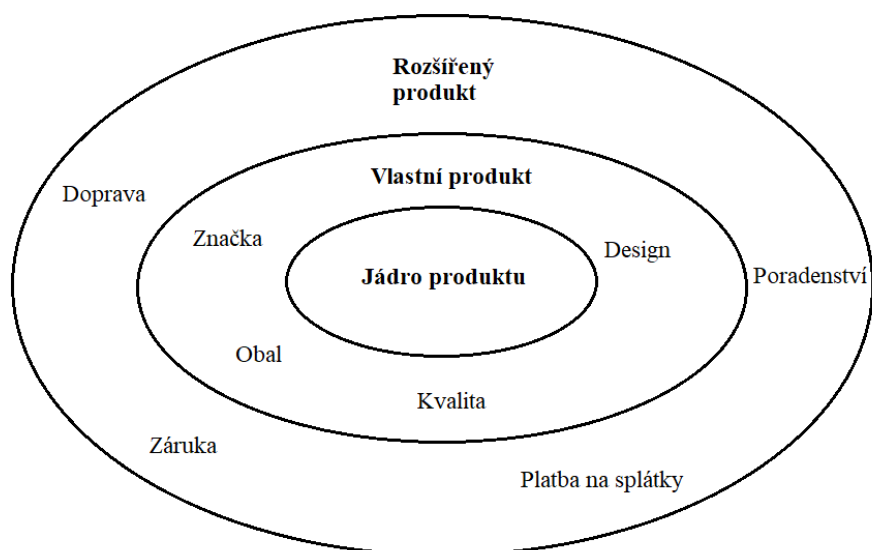 Rozšířený
produkt
Vlastní produkt
Doprava
Značka
Design
Jádro produktu
Poradenství
Obal
Kvalita
Záruka
Platba na splátky